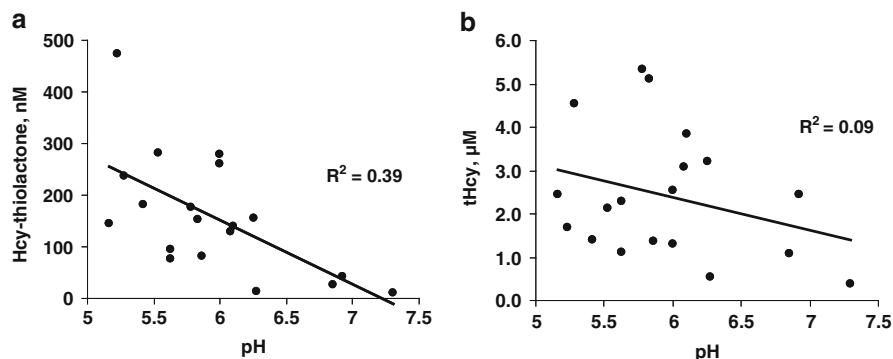 a
500
400
300
200
100
0
Hcy-thiolactone, nM
R² = 0.39
5 5.5 6 6.5 7 7.5
pH
b
6.0
5.0
4.0
3.0
2.0
1.0
0.0
tHcy, µM
R² = 0.09
5 5.5 6 6.5 7 7.5
pH